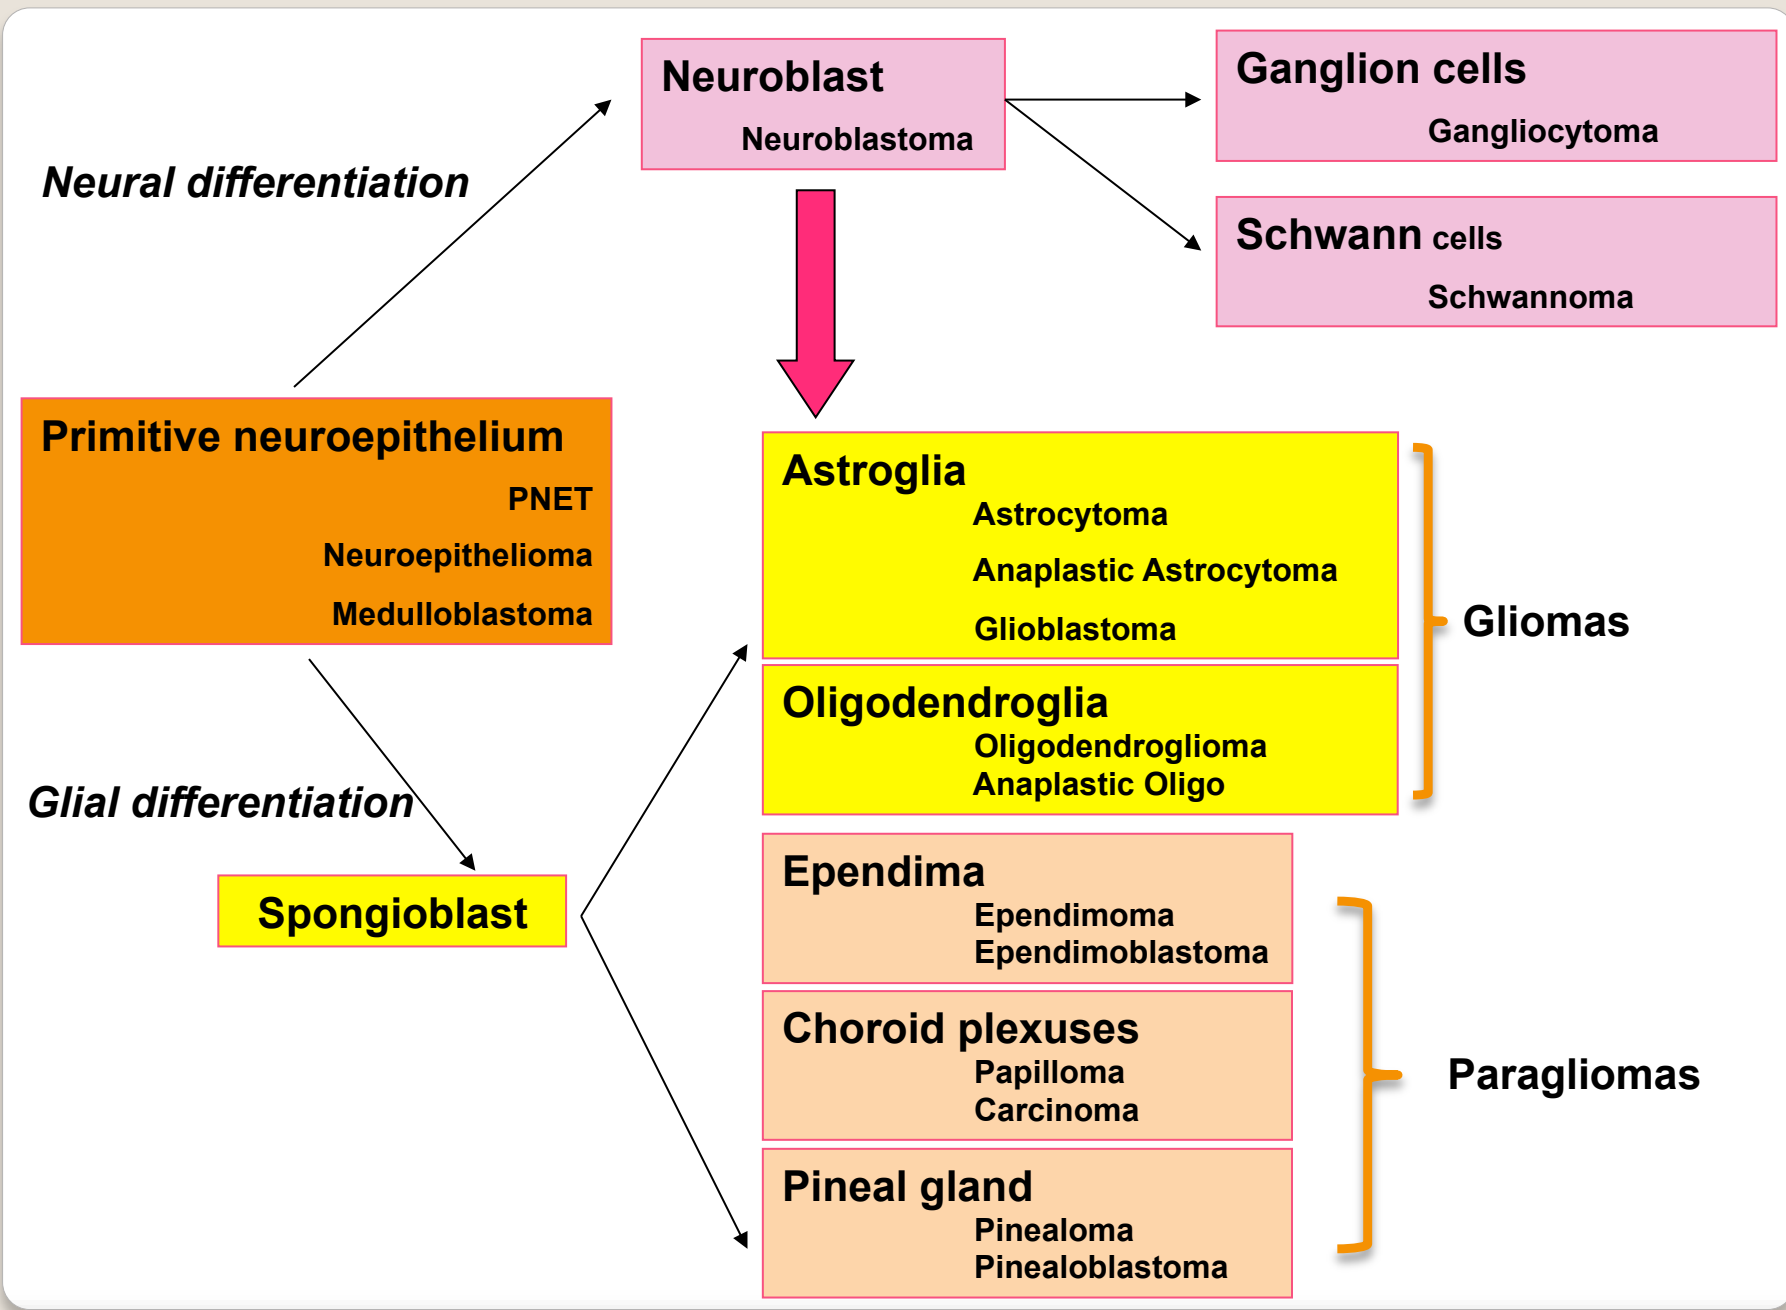 Neuroblast
Neuroblastoma
Ganglion cells
Gangliocytoma
Neural differentiation
Schwann cells
Schwannoma
Primitive neuroepithelium
PNET
Neuroepithelioma
Medulloblastoma
Astroglia
Astrocytoma
Anaplastic Astrocytoma
Glioblastoma
Gliomas
Oligodendroglia
Oligodendroglioma
Anaplastic Oligo
Glial differentiation
Spongioblast
Ependima
Ependimoma
Ependimoblastoma
Choroid plexuses
Papilloma
Carcinoma
Paragliomas
Pineal gland
Pinealoma
Pinealoblastoma